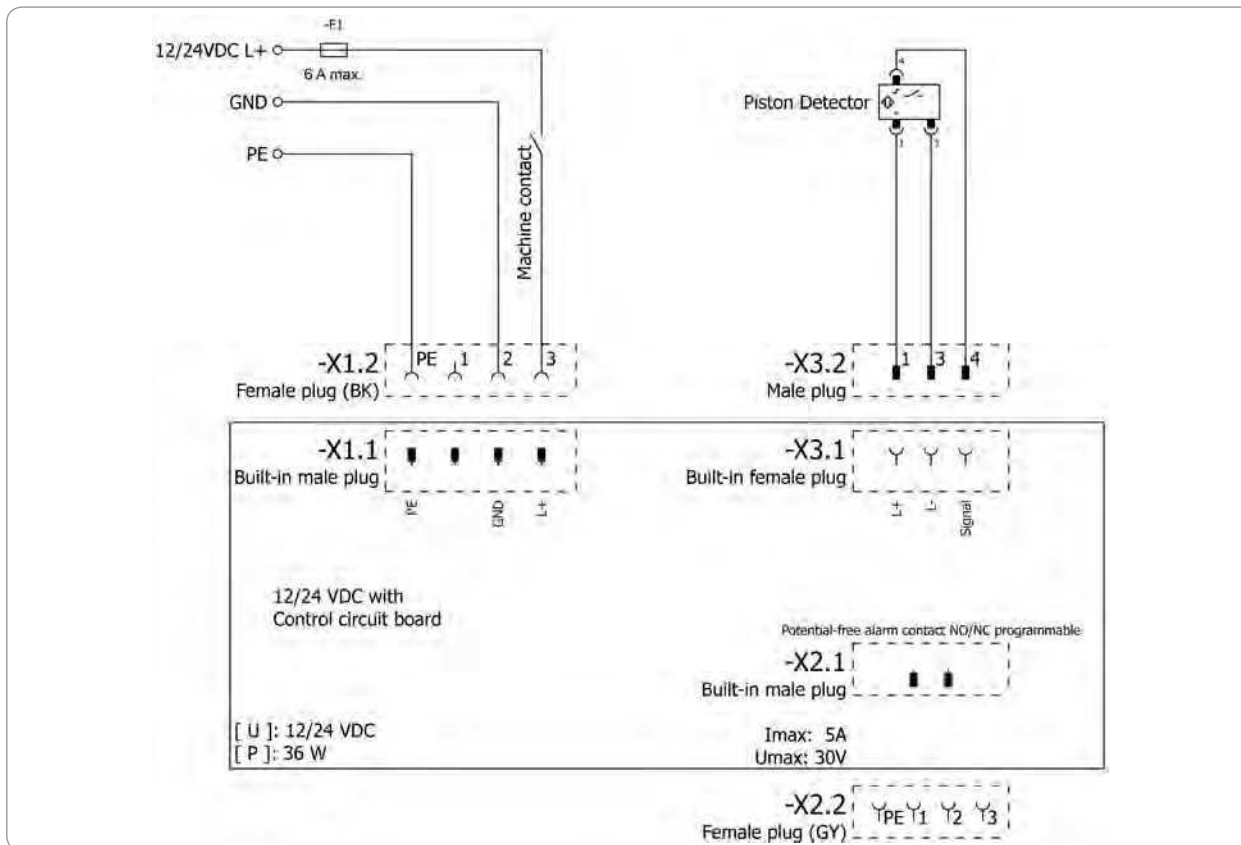 -F1
12/24VDC L+
6 A max.
GND
PE
Machine contact
-X1.2
Female plug (BK)
PE 1 2 3
4
Piston Detector
1 3
-X3.2
Male plug
1 3 4
-X1.1
Built-in male plug
PE GND L+
-X3.1
Built-in female plug
L+ L- Signal
12/24 VDC with
Control circuit board
Potential-free alarm contact NO/NC programmable
-X2.1
Built-in male plug
[ U ]: 12/24 VDC
[ P ]: 36 W
Imax: 5A
Umax: 30V
-X2.2
Female plug (GY)
PE 1 2 3